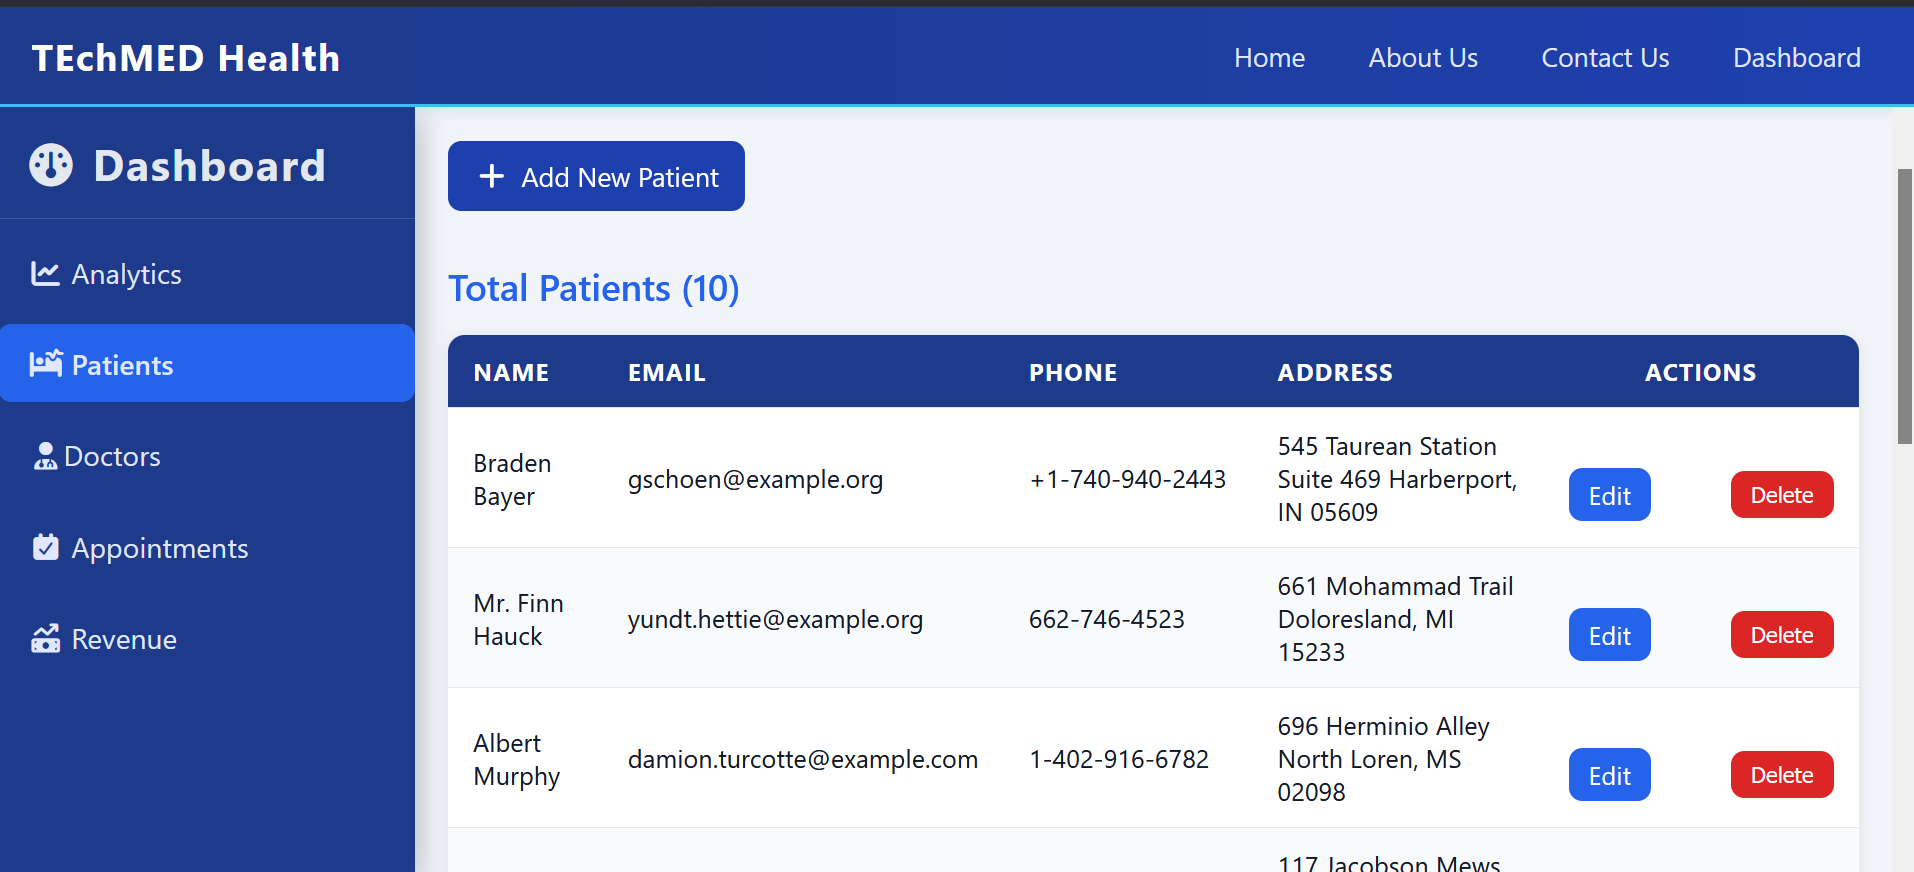 TEchMED Health
Home About Us Contact Us Dashboard
Dashboard
Analytics
Patients
Doctors
Appointments
Revenue
Add New Patient
Total Patients (10)
NAME EMAIL PHONE ADDRESS ACTIONS
Braden
Bayer
gschoen@example.org
+1-740-940-2443
545 Taurean Station
Suite 469 Harberport,
IN 05609
Edit Delete
Mr. Finn
Hauck
yundt.hettie@example.org
662-746-4523
661 Mohammad Trail
Doloresland, MI
15233
Edit Delete
Albert
Murphy
damion.turcotte@example.com
1-402-916-6782
696 Herminio Alley
North Loren, MS
02098
Edit Delete
117 Jacobson Mews